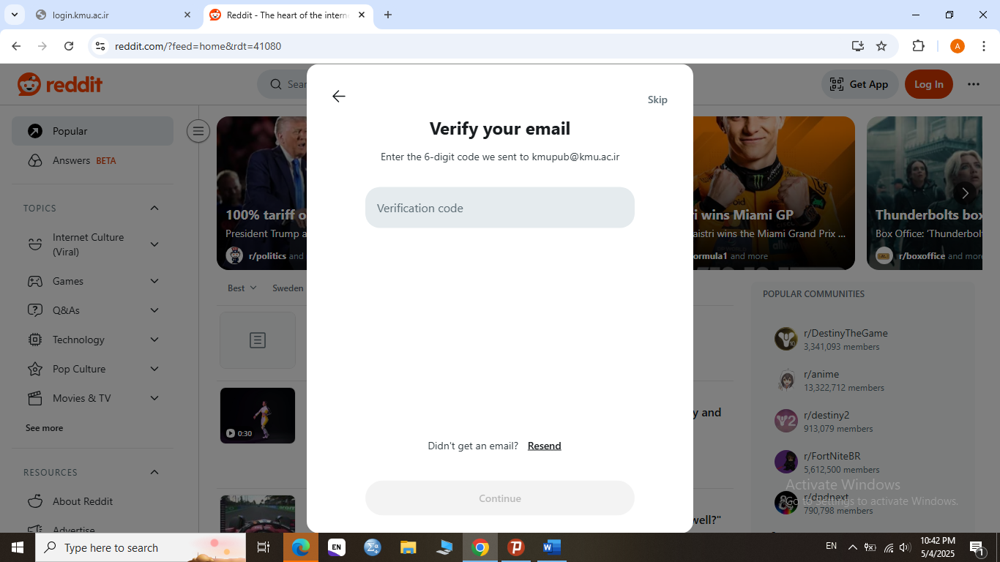 login.kmu.ac.ir
Reddit - The heart of the intern
reddit.com/?feed=home&rdt=41080
A
reddit
Sear
Get App
Log In
Popular
Answers BETA
TOPICS
Internet Culture
(Viral)
Games
Q&As
Technology
Pop Culture
Movies & TV
See more
RESOURCES
About Reddit
Advertise
100% tariff o
President Trump a
r/politics and
Best
Sweden
0:30
Skip
Verify your email
Enter the 6-digit code we sent to kmupub@kmu.ac.ir
Verification code
Didn't get an email? Resend
Continue
i wins Miami GP
astri wins the Miami Grand Prix ...
ormula1 and more
Thunderbolts box
Box Office: 'Thunderbolt
r/boxoffice and more
y and
well?"
POPULAR COMMUNITIES
r/DestinyTheGame
3,341,093 members
r/anime
13,322,712 members
r/destiny2
913,079 members
r/FortNiteBR
5,612,500 members
r/dndnext
790,798 members
Activate Windows
Go to Settings to activate Windows.
Type here to search
EN
EN
10:42 PM
5/4/2025
1